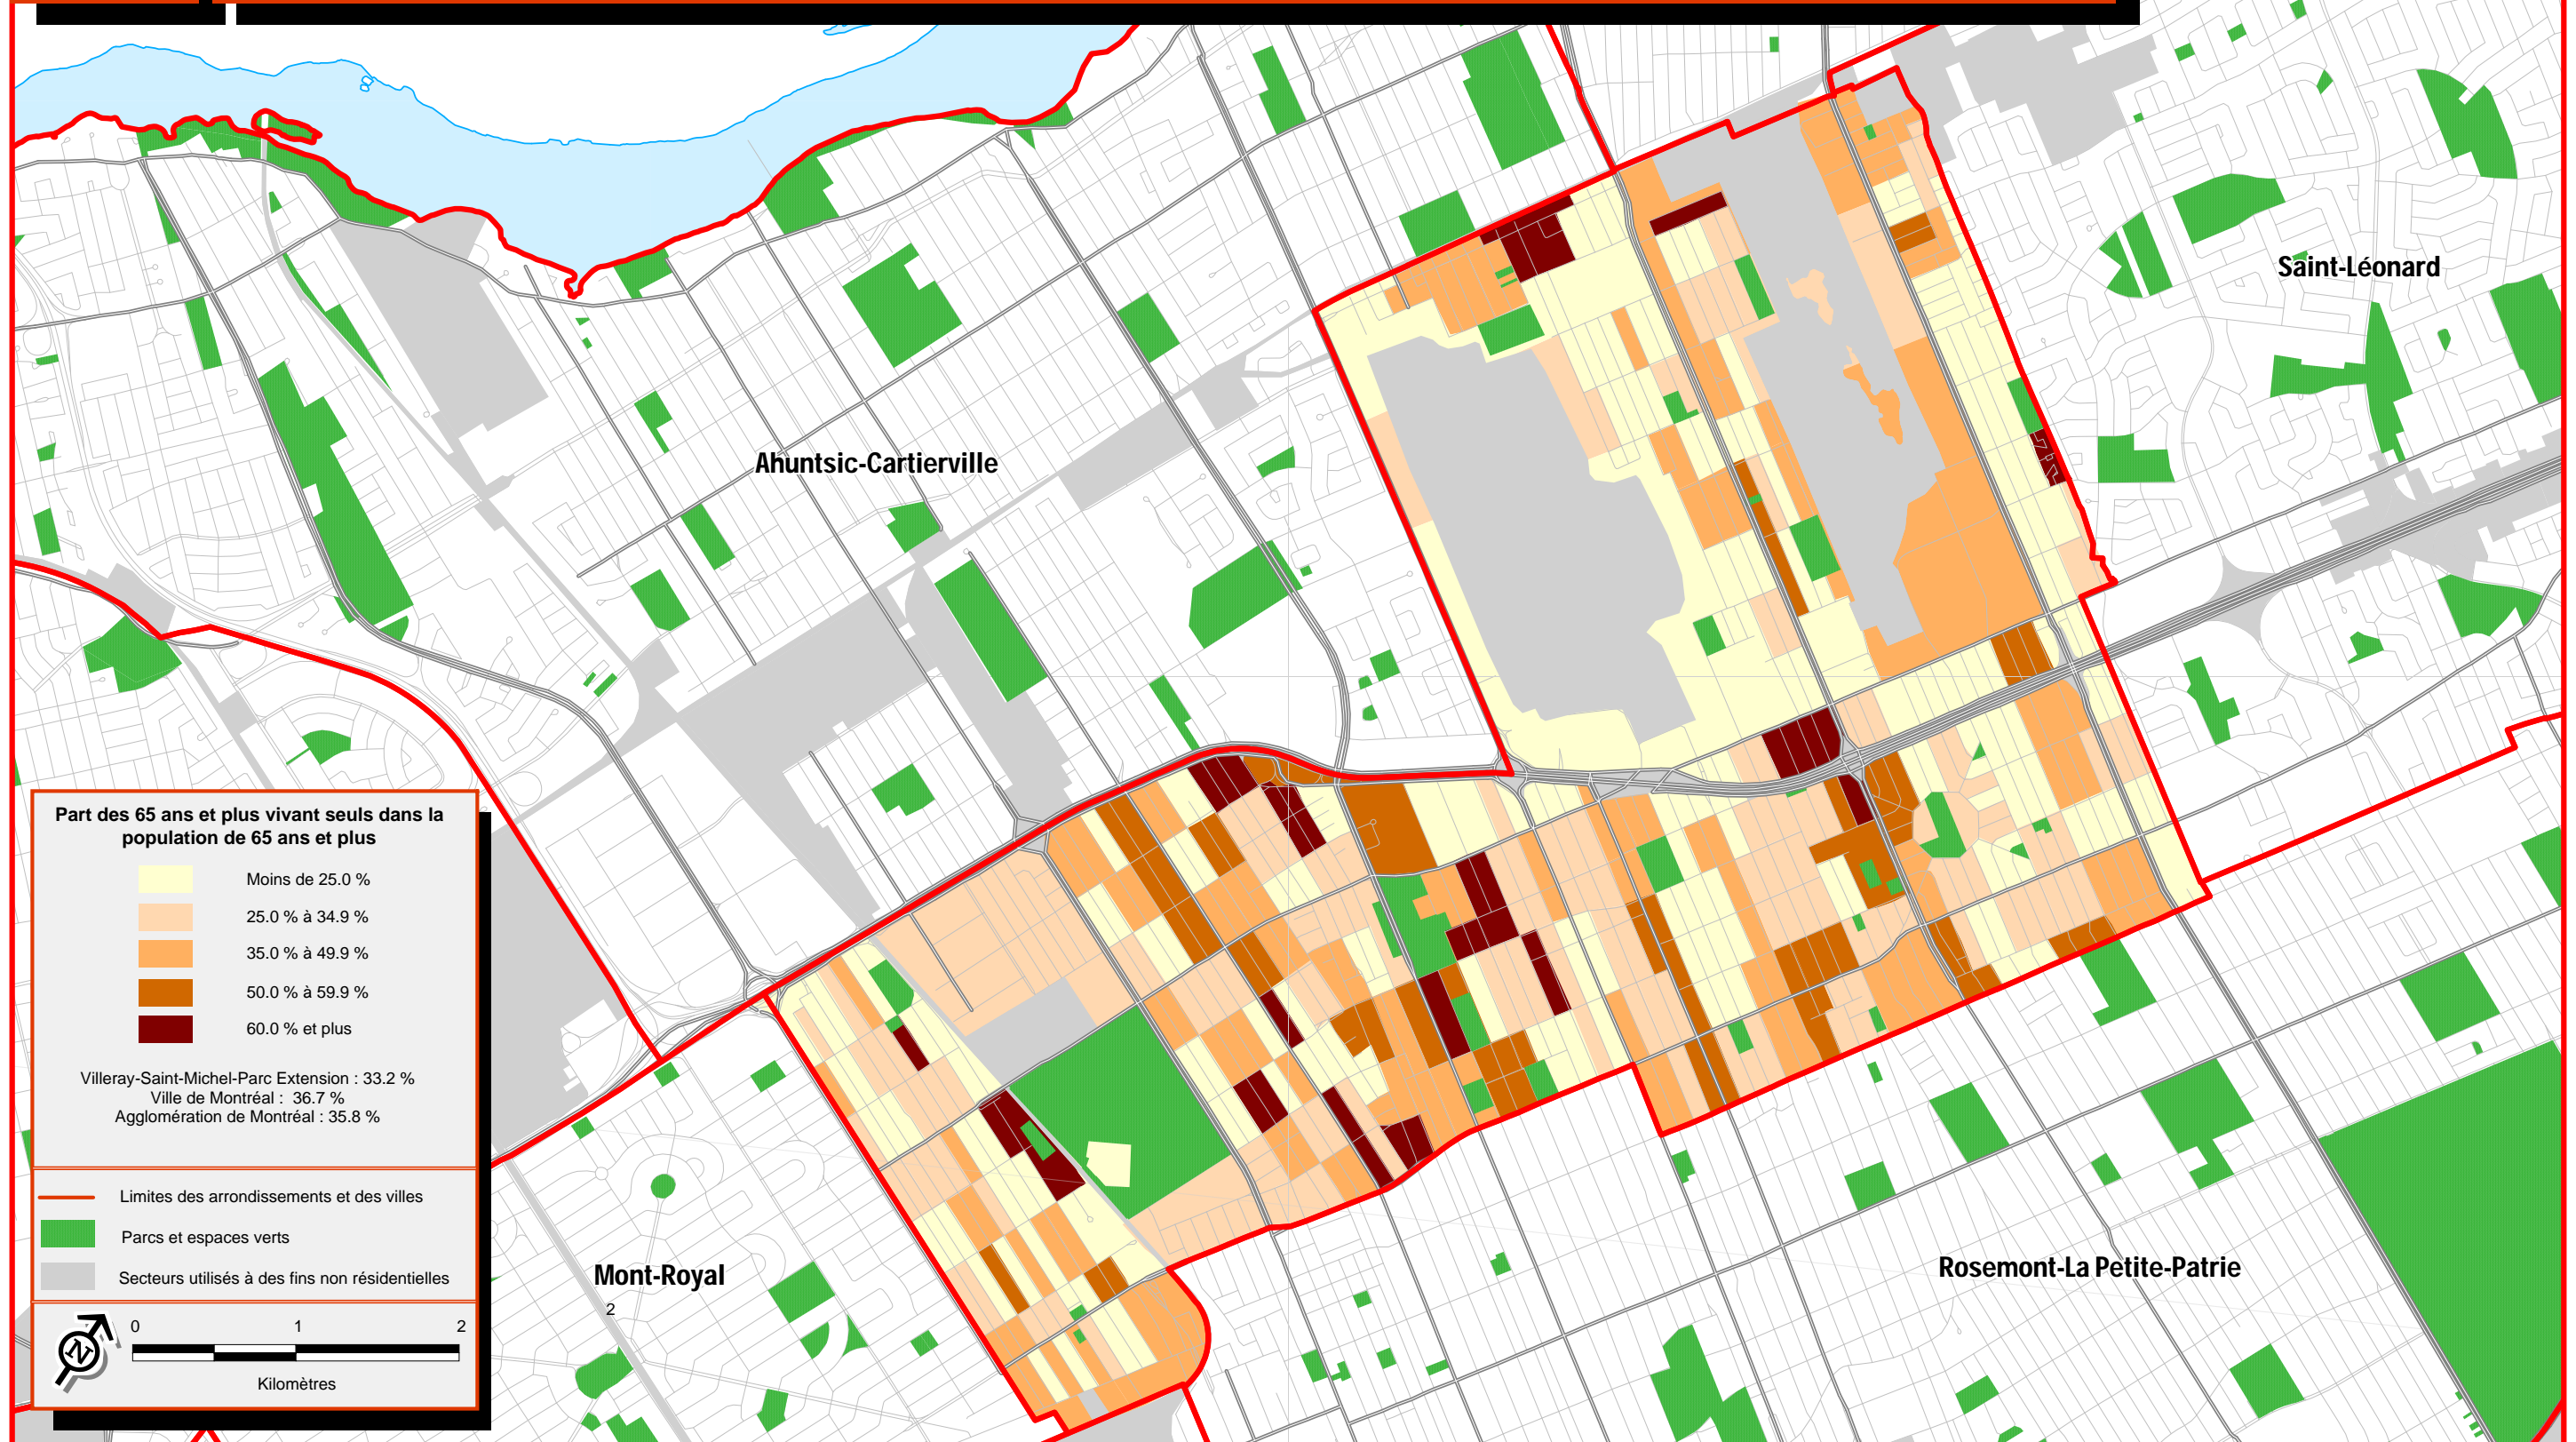 Saint-Léonard
Ahuntsic-Cartierville
Part des 65 ans et plus vivant seuls dans la
population de 65 ans et plus
Moins de 25.0 %
25.0 % à 34.9 %
35.0 % à 49.9 %
50.0 % à 59.9 %
60.0 % et plus
Villeray-Saint-Michel-Parc Extension : 33.2 %
Ville de Montréal : 36.7 %
Agglomération de Montréal : 35.8 %
Limites des arrondissements et des villes
Parcs et espaces verts
Secteurs utilisés à des fins non résidentielles
N
0 1 2
Kilomètres
Mont-Royal
2
Rosemont-La Petite-Patrie